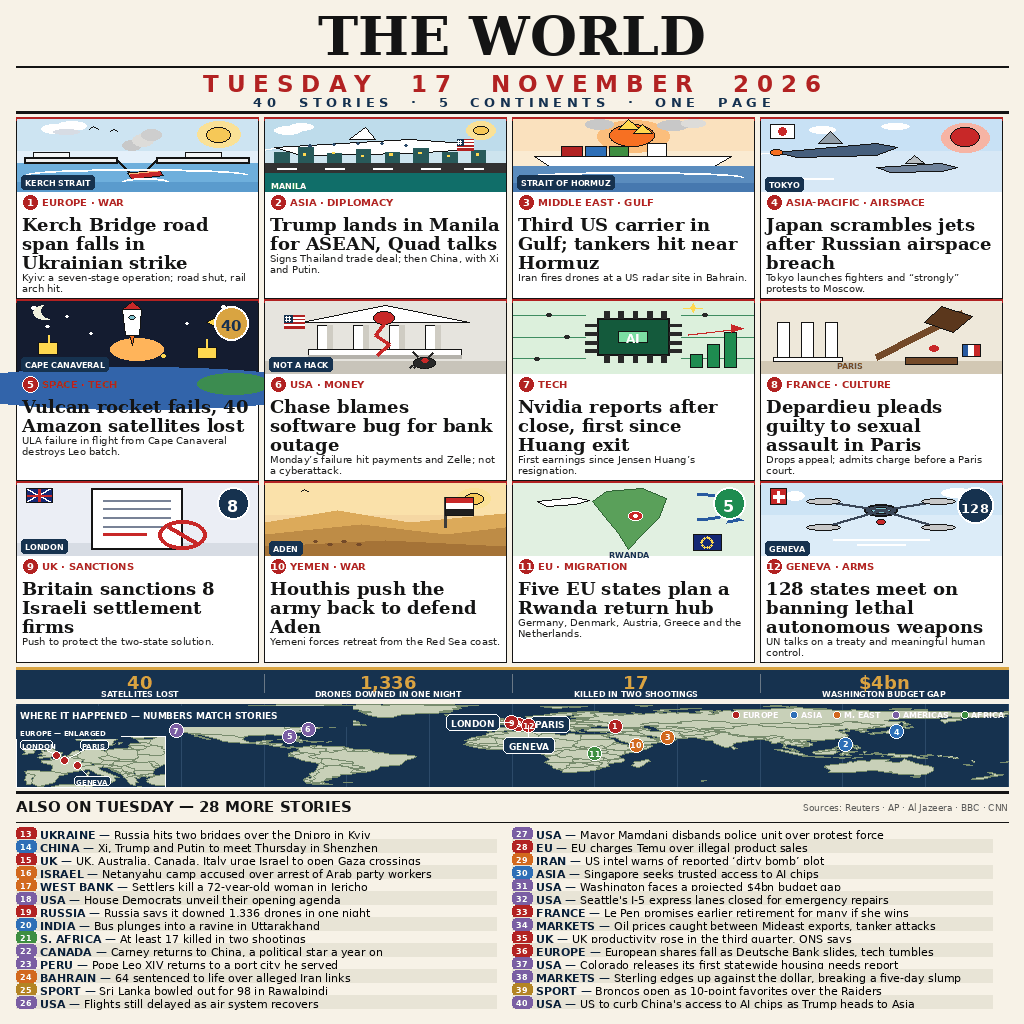 THE WORLD
TUESDAY 17 NOVEMBER 2026
40 STORIES · 5 CONTINENTS · ONE PAGE
KERCH STRAIT
1 EUROPE · WAR
Kerch Bridge road
span falls in
Ukrainian strike
Kyiv: a seven-stage operation; road shut, rail
arch hit.
MANILA
2 ASIA · DIPLOMACY
Trump lands in Manila
for ASEAN, Quad talks
Signs Thailand trade deal; then China, with Xi
and Putin.
STRAIT OF HORMUZ
3 MIDDLE EAST · GULF
Third US carrier in
Gulf; tankers hit near
Hormuz
Iran fires drones at a US radar site in Bahrain.
TOKYO
4 ASIA-PACIFIC · AIRSPACE
Japan scrambles jets
after Russian airspace
breach
Tokyo launches fighters and “strongly”
protests to Moscow.
40
CAPE CANAVERAL
5 SPACE · TECH
Vulcan rocket fails, 40
Amazon satellites lost
ULA failure in flight from Cape Canaveral
destroys Leo batch.
NOT A HACK
6 USA · MONEY
Chase blames
software bug for bank
outage
Monday’s failure hit payments and Zelle; not
a cyberattack.
AI
7 TECH
Nvidia reports after
close, first since
Huang exit
First earnings since Jensen Huang’s
resignation.
PARIS
8 FRANCE · CULTURE
Depardieu pleads
guilty to sexual
assault in Paris
Drops appeal; admits charge before a Paris
court.
8
LONDON
9 UK · SANCTIONS
Britain sanctions 8
Israeli settlement
firms
Push to protect the two-state solution.
ADEN
10 YEMEN · WAR
Houthis push the
army back to defend
Aden
Yemeni forces retreat from the Red Sea coast.
5
RWANDA
11 EU · MIGRATION
Five EU states plan a
Rwanda return hub
Germany, Denmark, Austria, Greece and the
Netherlands.
128
GENEVA
12 GENEVA · ARMS
128 states meet on
banning lethal
autonomous weapons
UN talks on a treaty and meaningful human
control.
40
SATELLITES LOST
1,336
DRONES DOWNED IN ONE NIGHT
17
KILLED IN TWO SHOOTINGS
$4bn
WASHINGTON BUDGET GAP
WHERE IT HAPPENED — NUMBERS MATCH STORIES
EUROPE — ENLARGED
LONDON
PARIS
GENEVA
7
5
6
LONDON
9
12
PARIS
GENEVA
1
11
10
3
2
4
EUROPE
ASIA
M. EAST
AMERICAS
AFRICA
ALSO ON TUESDAY — 28 MORE STORIES
Sources: Reuters · AP · Al Jazeera · BBC · CNN
13 UKRAINE — Russia hits two bridges over the Dnipro in Kyiv
14 CHINA — Xi, Trump and Putin to meet Thursday in Shenzhen
15 UK — UK, Australia, Canada, Italy urge Israel to open Gaza crossings
16 ISRAEL — Netanyahu camp accused over arrest of Arab party workers
17 WEST BANK — Settlers kill a 72-year-old woman in Jericho
18 USA — House Democrats unveil their opening agenda
19 RUSSIA — Russia says it downed 1,336 drones in one night
20 INDIA — Bus plunges into a ravine in Uttarakhand
21 S. AFRICA — At least 17 killed in two shootings
22 CANADA — Carney returns to China, a political star a year on
23 PERU — Pope Leo XIV returns to a port city he served
24 BAHRAIN — 64 sentenced to life over alleged Iran links
25 SPORT — Sri Lanka bowled out for 98 in Rawalpindi
26 USA — Flights still delayed as air system recovers
27 USA — Mayor Mamdani disbands police unit over protest force
28 EU — EU charges Temu over illegal product sales
29 IRAN — US intel warns of reported ‘dirty bomb’ plot
30 ASIA — Singapore seeks trusted access to AI chips
31 USA — Washington faces a projected $4bn budget gap
32 USA — Seattle's I-5 express lanes closed for emergency repairs
33 FRANCE — Le Pen promises earlier retirement for many if she wins
34 MARKETS — Oil prices caught between Mideast exports, tanker attacks
35 UK — UK productivity rose in the third quarter, ONS says
36 EUROPE — European shares fall as Deutsche Bank slides, tech tumbles
37 USA — Colorado releases its first statewide housing needs report
38 MARKETS — Sterling edges up against the dollar, breaking a five-day slump
39 SPORT — Broncos open as 10-point favorites over the Raiders
40 USA — US to curb China's access to AI chips as Trump heads to Asia